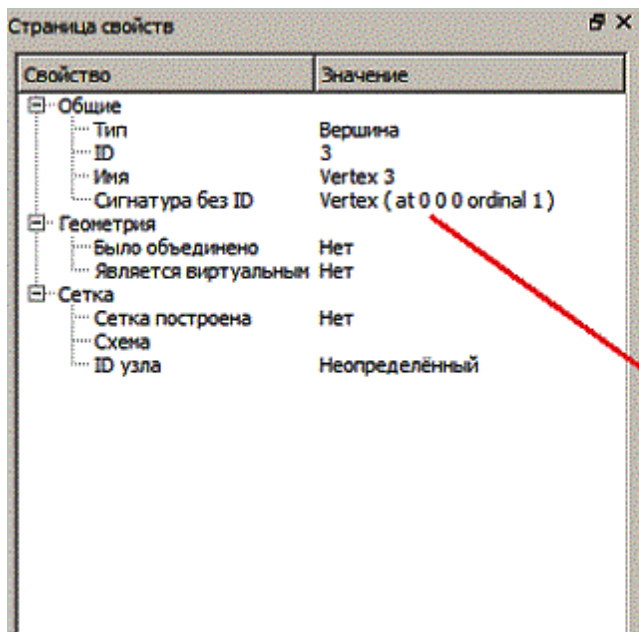 Страница свойств
Свойство Значение
Общие
Тип Вершина
ID 3
Имя Vertex 3
Сигнатура без ID Vertex ( at 0 0 0 ordinal 1 )
Геометрия
Было объединено Нет
Является виртуальным Нет
Сетка
Сетка построена Нет
Схема
ID узла Неопределённый